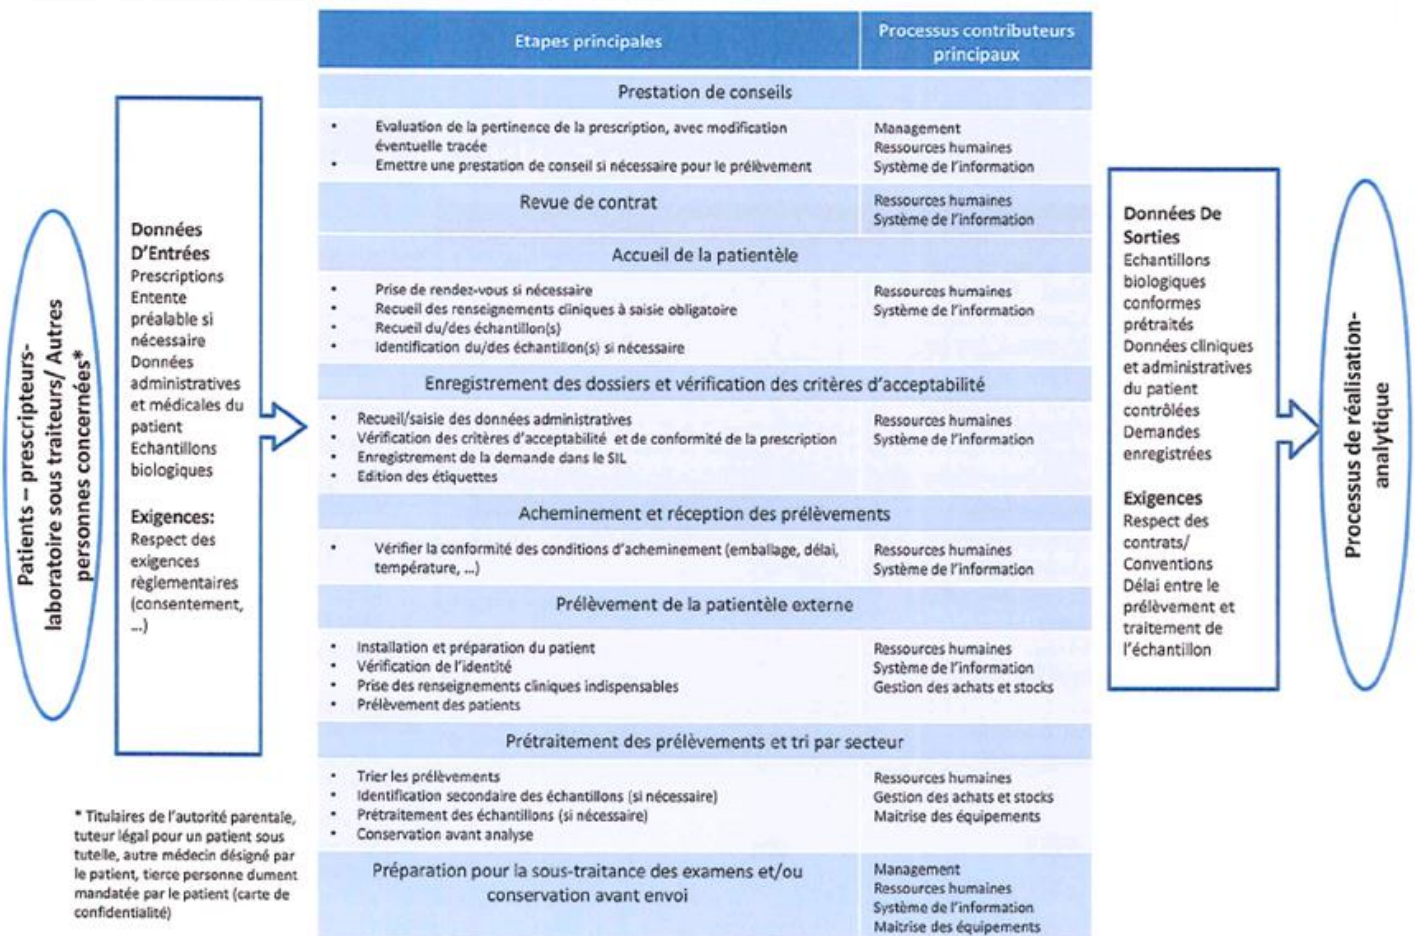 Patients – prescripteurs-
laboratoire sous traiteurs/ Autres
personnes concernées*
Données
D'Entrées
Prescriptions
Entente
préalable si
nécessaire
Données
administratives
et médicales du
patient
Echantillons
biologiques
Exigences:
Respect des
exigences
règlementaires
(consentement,
...)
* Titulaires de l'autorité parentale,
tuteur légal pour un patient sous
tutelle, autre médecin désigné par
le patient, tierce personne dument
mandatée par le patient (carte de
confidentialité)
Etapes principales
Processus contributeurs
principaux
Prestation de conseils
• Evaluation de la pertinence de la prescription, avec modification
éventuelle tracée
• Emettre une prestation de conseil si nécessaire pour le prélèvement
Management
Ressources humaines
Système de l'information
Revue de contrat
Ressources humaines
Système de l'information
Accueil de la patientèle
• Prise de rendez-vous si nécessaire
• Recueil des renseignements cliniques à saisie obligatoire
• Recueil du/des échantillon(s)
• Identification du/des échantillon(s) si nécessaire
Ressources humaines
Système de l'information
Enregistrement des dossiers et vérification des critères d'acceptabilité
• Recueil/saisie des données administratives
• Vérification des critères d'acceptabilité et de conformité de la prescription
• Enregistrement de la demande dans le SIL
• Edition des étiquettes
Ressources humaines
Système de l'information
Acheminement et réception des prélèvements
• Vérifier la conformité des conditions d'acheminement (emballage, délai,
température, ...)
Ressources humaines
Système de l'information
Prélèvement de la patientèle externe
• Installation et préparation du patient
• Vérification de l'identité
• Prise des renseignements cliniques indispensables
• Prélèvement des patients
Ressources humaines
Système de l'information
Gestion des achats et stocks
Prétraitement des prélèvements et tri par secteur
• Trier les prélèvements
• Identification secondaire des échantillons (si nécessaire)
• Prétraitement des échantillons (si nécessaire)
• Conservation avant analyse
Ressources humaines
Gestion des achats et stocks
Maitrise des équipements
Préparation pour la sous-traitance des examens et/ou
conservation avant envoi
Management
Ressources humaines
Système de l'information
Maitrise des équipements
Données De
Sorties
Echantillons
biologiques
conformes
prétraités
Données cliniques
et administratives
du patient
contrôlées
Demandes
enregistrées
Exigences
Respect des
contrats/
Conventions
Délai entre le
prélèvement et
traitement de
l'échantillon
Processus de réalisation-
analytique